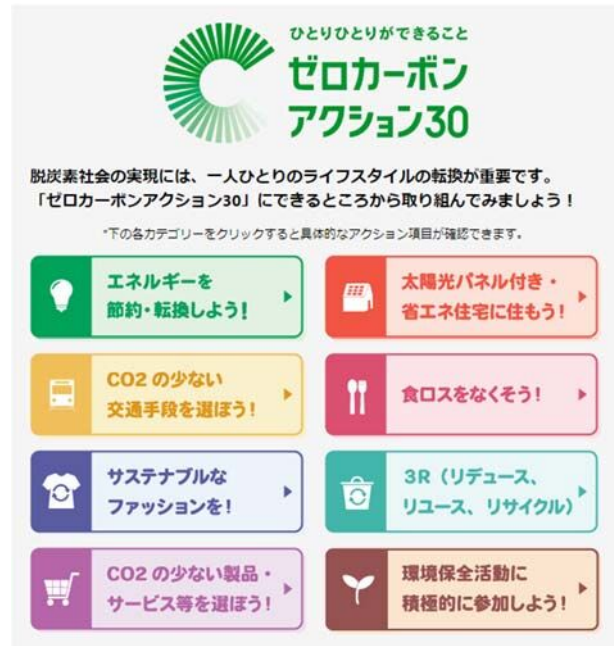 ひとりひとりができること
ゼロカーボン
アクション30
脱炭素社会の実現には、一人ひとりのライフスタイルの転換が重要です。
「ゼロカーボンアクション30」にできるところから取り組んでみましょう！
*下の各カテゴリーをクリックすると具体的なアクション項目が確認できます。
エネルギーを
節約・転換しよう！
太陽光パネル付き・
省エネ住宅に住もう！
CO2 の少ない
交通手段を選ぼう！
食ロスをなくそう！
サステナブルな
ファッションを！
3R（リデュース、
リユース、リサイクル）
CO2 の少ない製品・
サービス等を選ぼう！
環境保全活動に
積極的に参加しよう！